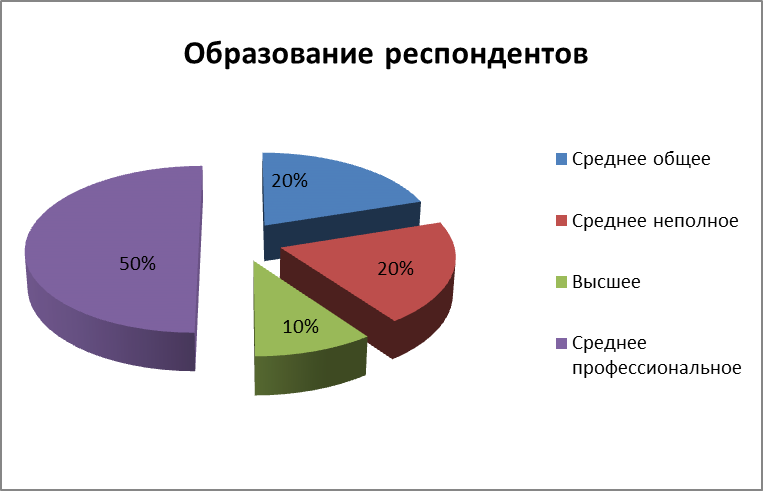 Образование респондентов
20%
20%
10%
50%
Среднее общее
Среднее неполное
Высшее
Среднее
профессиональное